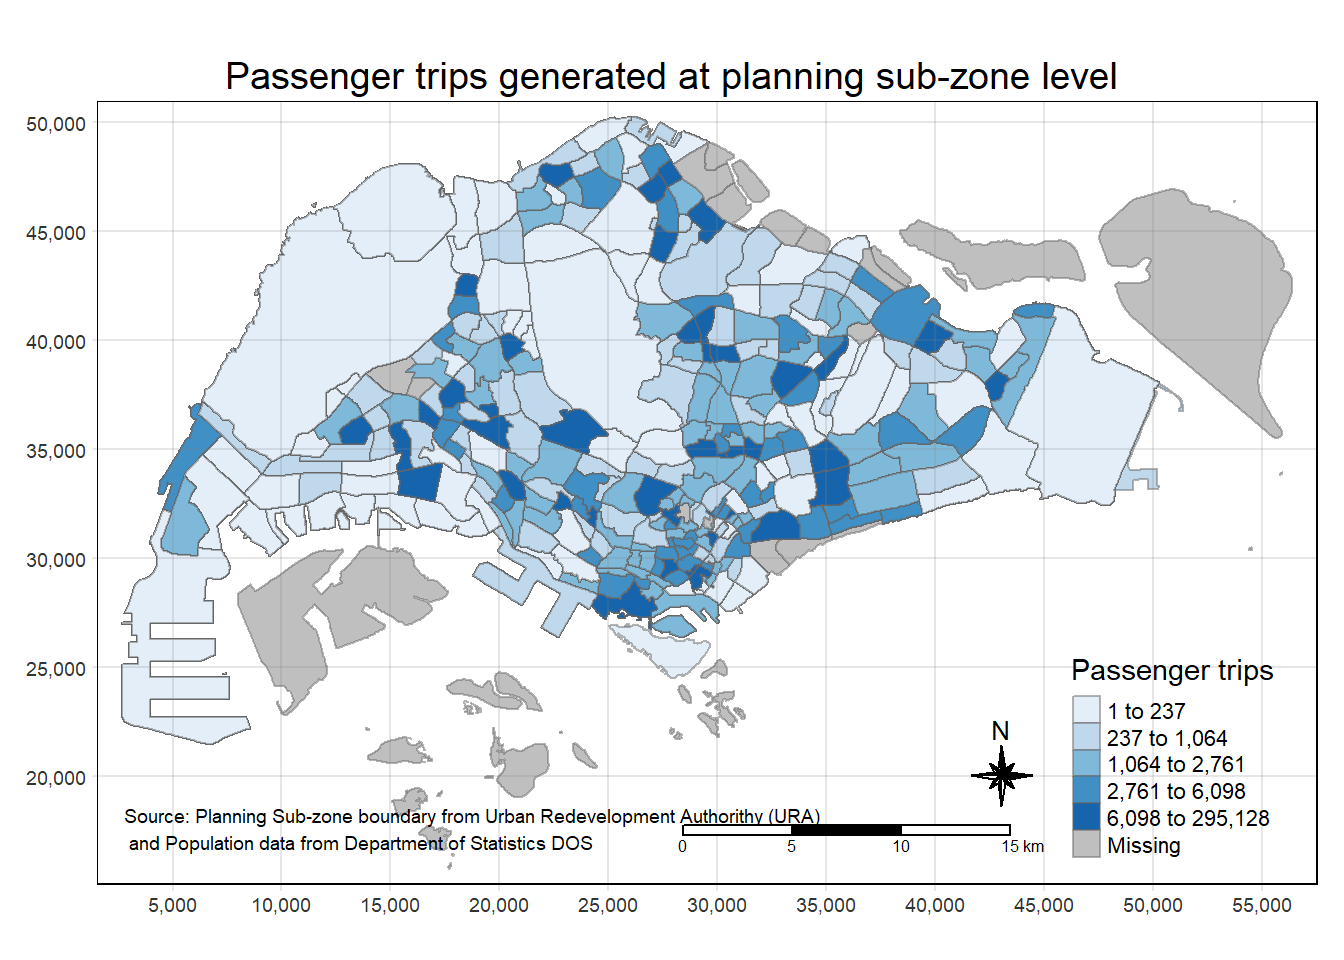 Passenger trips generated at planning sub-zone level
50,000
45,000
40,000
35,000
30,000
25,000
20,000
Passenger trips
1 to 237
237 to 1,064
1,064 to 2,761
2,761 to 6,098
6,098 to 295,128
Missing
N
Source: Planning Sub-zone boundary from Urban Redevelopment Authorithy (URA)
and Population data from Department of Statistics DOS
0 5 10 15 km
5,000 10,000 15,000 20,000 25,000 30,000 35,000 40,000 45,000 50,000 55,000